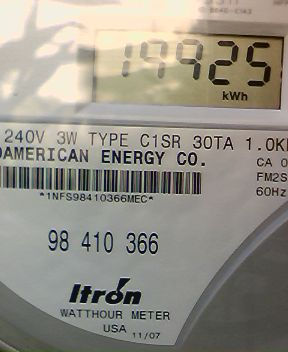 19925
kWh
240V 3W TYPE C1SR 30TA 1.0K
DAMERICAN ENERGY CO.
CA 0
FM2S
60Hz
*1NFS98410366MEC*
98 410 366
Itron
WATTHOUR METER
USA 11/07